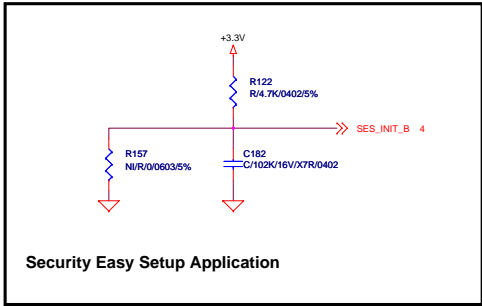 +3.3V
R122
R/4.7K/0402/5%
SES_INIT_B 4
R157
NI/R/0/0603/5%
C182
C/102K/16V/X7R/0402
Security Easy Setup Application